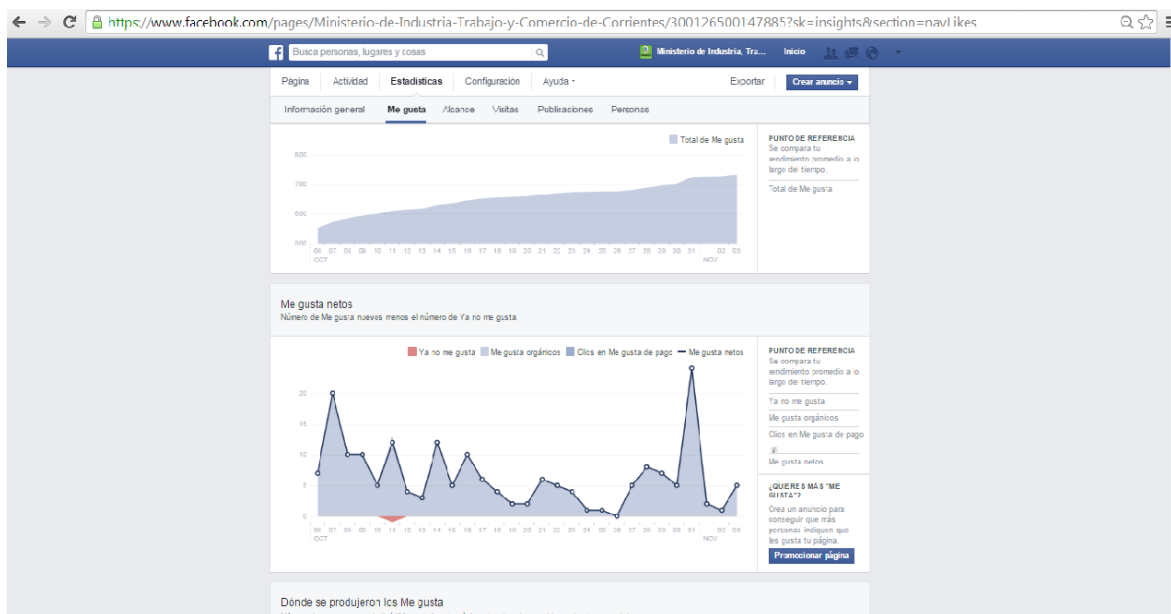 https://www.facebook.com/pages/Ministerio-de-Industria-Trabajo-y-Comercio-de-Corrientes/300126500147885?sk=insights&section=navLikes
Busca personas, lugares y cosas
Ministerio de Industria, Tra...
Inicio
Página Actividad Estadísticas Configuración Ayuda
Exportar
Crear anuncio
Información general Me gusta Alcance Visitas Publicaciones Personas
Total de Me gusta
800
700
600
500
06 07 08 09 10 11 12 13 14 15 16 17 18 19 20 21 22 23 24 25 26 27 28 29 30 31 02 03
OCT NOV
PUNTO DE REFERENCIA
Se compara tu
rendimiento promedio a lo
largo del tiempo.
Total de Me gusta
Me gusta netos
Número de Me gusta nuevos menos el número de Ya no me gusta
Ya no me gusta Me gusta orgánicos Clics en Me gusta de pago Me gusta netos
20
15
10
5
0
06 07 08 09 10 11 12 13 14 15 16 17 18 19 20 21 22 23 24 25 26 27 28 29 30 31 02 03
OCT NOV
PUNTO DE REFERENCIA
Se compara tu
rendimiento promedio a lo
largo del tiempo.
Ya no me gusta
Me gusta orgánicos
Clics en Me gusta de pago
Me gusta netos
¿QUIERES MÁS "ME
GUSTA"?
Crea un anuncio para
conseguir que más
personas indiquen que
les gusta tu página.
Promocionar página
Dónde se produjeron los Me gusta